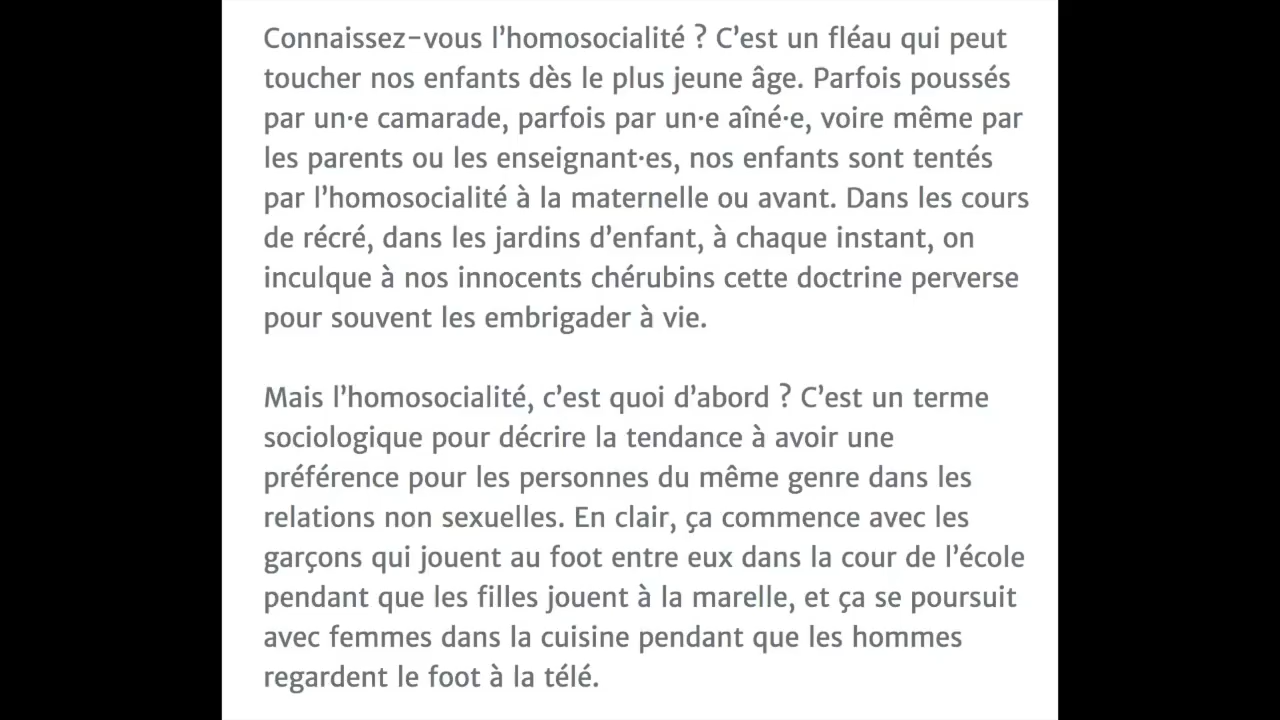 Connaissez-vous l’homosocialité ? C’est un fléau qui peut
toucher nos enfants dès le plus jeune âge. Parfois poussés
par un·e camarade, parfois par un·e aîné·e, voire même par
les parents ou les enseignant·es, nos enfants sont tentés
par l’homosocialité à la maternelle ou avant. Dans les cours
de récré, dans les jardins d’enfant, à chaque instant, on
inculque à nos innocents chérubins cette doctrine perverse
pour souvent les embrigader à vie.
Mais l’homosocialité, c’est quoi d’abord ? C’est un terme
sociologique pour décrire la tendance à avoir une
préférence pour les personnes du même genre dans les
relations non sexuelles. En clair, ça commence avec les
garçons qui jouent au foot entre eux dans la cour de l’école
pendant que les filles jouent à la marelle, et ça se poursuit
avec femmes dans la cuisine pendant que les hommes
regardent le foot à la télé.